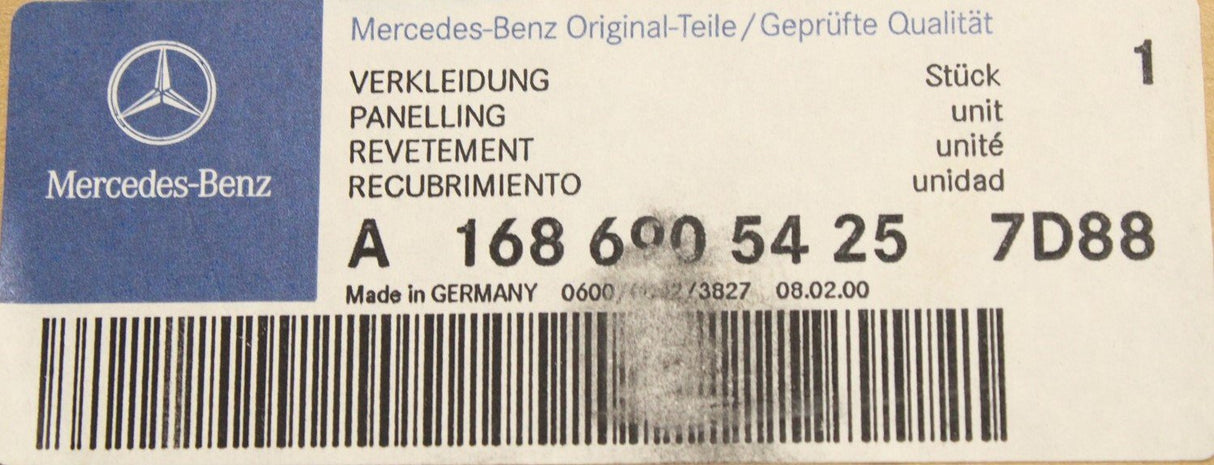 Mercedes-Benz
Mercedes-Benz Original-Teile/Geprüfte Qualität
VERKLEIDUNG Stück 1
PANELLING unit
REVETEMENT unité
RECUBRIMIENTO unidad
A 168 690 54 25 7D88
Made in GERMANY 0600/ /3827 08.02.00